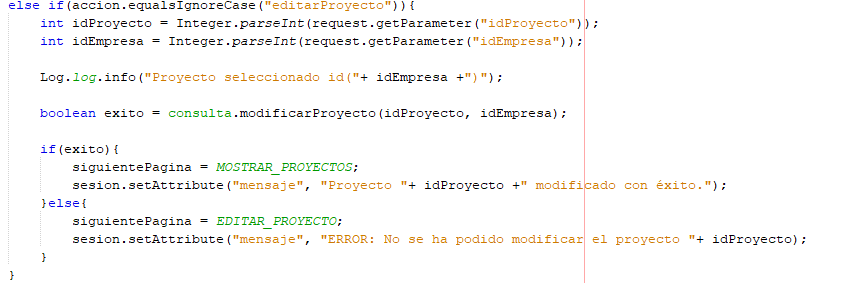 else if(accion.equalsIgnoreCase("editarProyecto")){
int idProyecto = Integer.parseInt(request.getParameter("idProyecto"));
int idEmpresa = Integer.parseInt(request.getParameter("idEmpresa"));
Log.log.info("Proyecto seleccionado id("+ idEmpresa +")");
boolean exito = consulta.modificarProyecto(idProyecto, idEmpresa);
if(exito){
siguientePagina = MOSTRAR_PROYECTOS;
sesion.setAttribute("mensaje", "Proyecto "+ idProyecto +" modificado con éxito.");
}else{
siguientePagina = EDITAR_PROYECTO;
sesion.setAttribute("mensaje", "ERROR: No se ha podido modificar el proyecto "+ idProyecto);
}
}